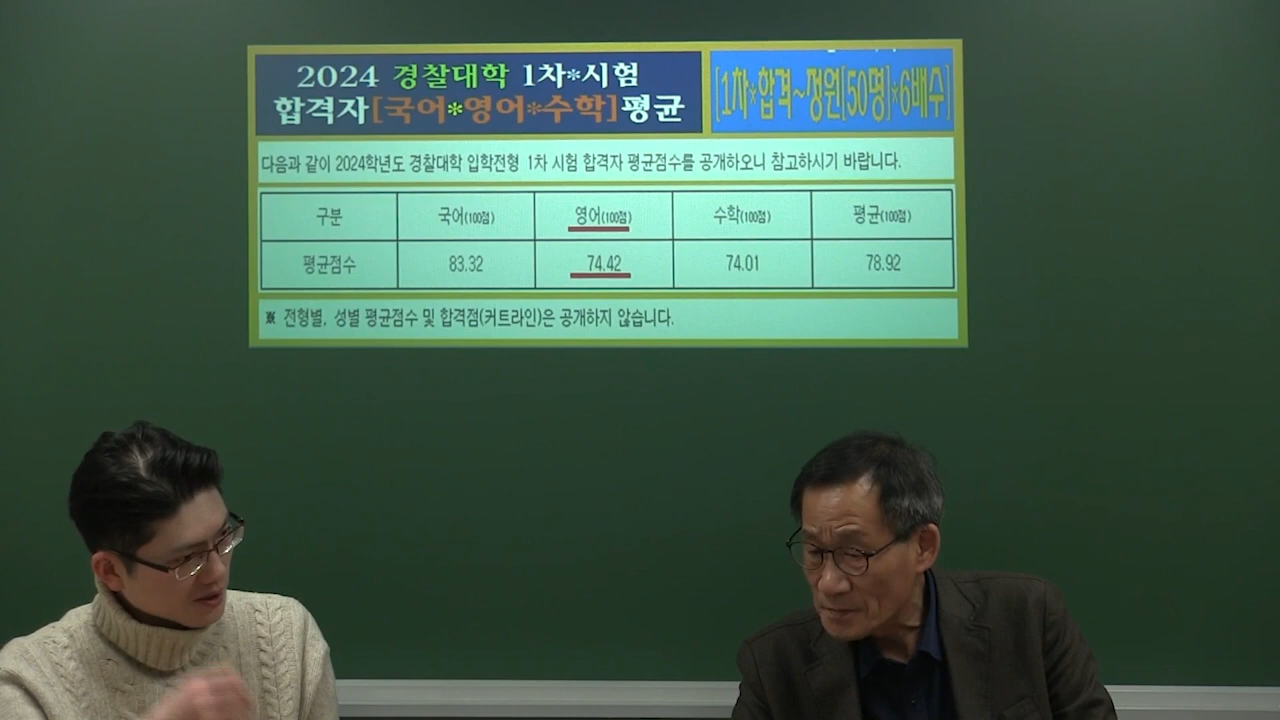 2024 경찰대학 1차*시험
합격자[국어*영어*수학]평균
[1차*합격~정원[50명]*6배수]
다음과 같이 2024학년도 경찰대학 입학전형 1차 시험 합격자 평균점수를 공개하오니 참고하시기 바랍니다.
구분 국어(100점) 영어(100점) 수학(100점) 평균(100점)
평균점수 83.32 74.42 74.01 78.92
※ 전형별, 성별 평균점수 및 합격점(커트라인)은 공개하지 않습니다.